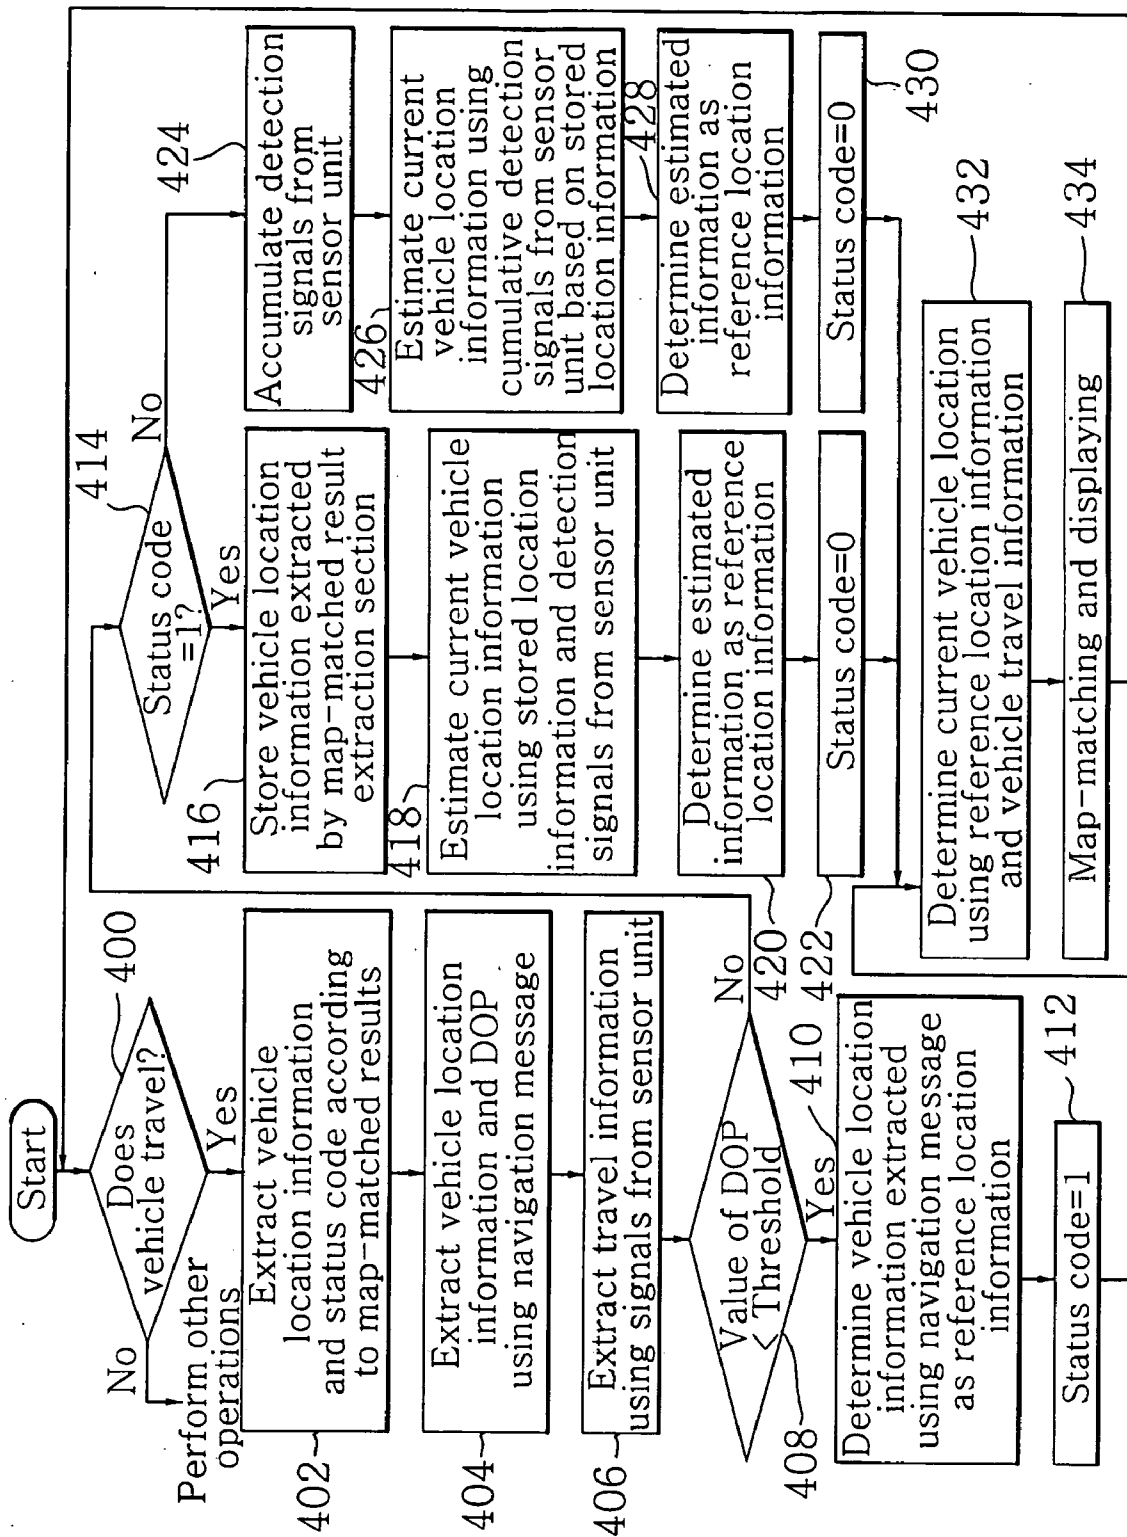 Start
Does
vehicle travel?
400
No
Perform other
operations
Yes
Extract vehicle
location information
and status code according
to map-matched results
402
Extract vehicle location
information and DOP
using navigation message
404
Extract travel information
using signals from sensor unit
406
Value of DOP
< Threshold
408
No
Yes
410
Determine vehicle location
information extracted
using navigation message
as reference location
information
Status code=1
412
Status code
=1?
414
No
Yes
416
Store vehicle location
information extracted
by map-matched result
extraction section
418
Estimate current vehicle
location information
using stored location
information and detection
signals from sensor unit
Determine estimated
information as reference
location information
420
Status code=0
422
Accumulate detection
signals from
sensor unit
424
426
Estimate current
vehicle location
information using
cumulative detection
signals from sensor
unit based on stored
location information
428
Determine estimated
information as
reference location
information
Status code=0
430
Determine current vehicle location
using reference location information
and vehicle travel information
432
Map-matching and displaying
434